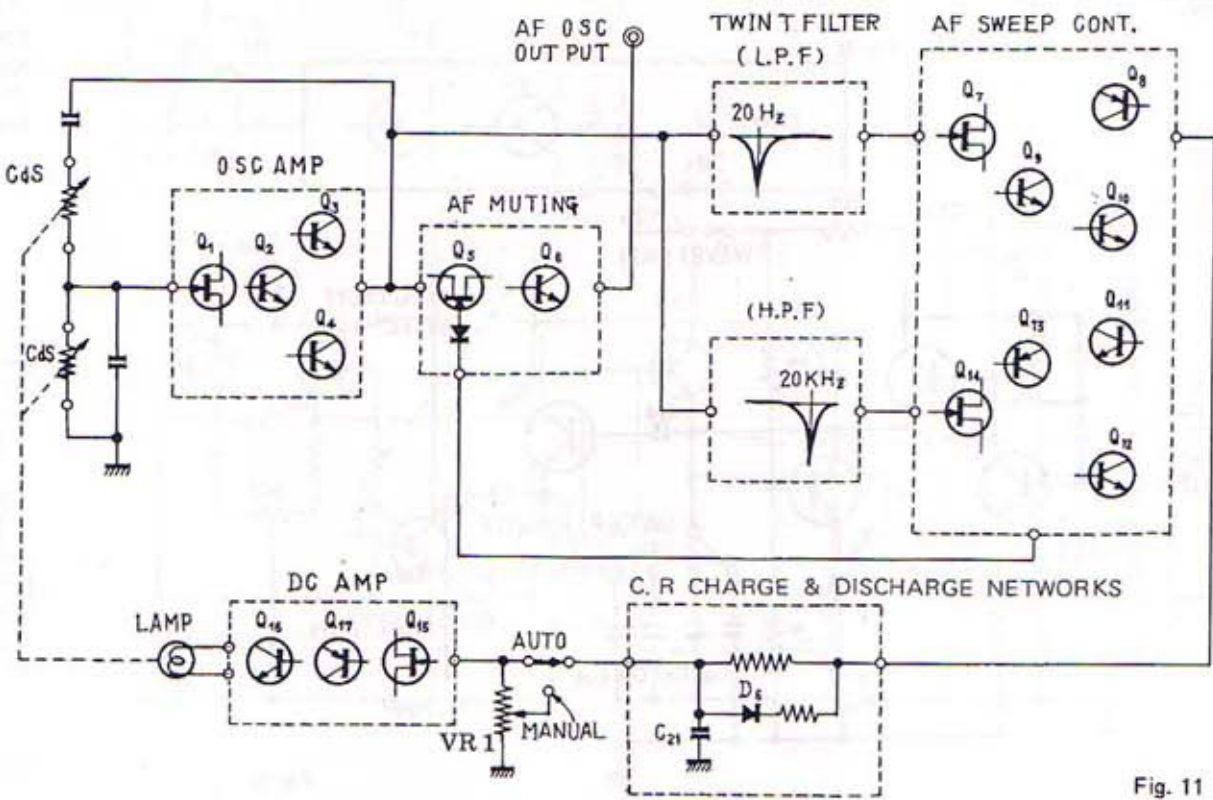 AF OSC
OUTPUT
TWIN T FILTER
(L.P.F)
AF SWEEP CONT.
20 Hz
Q7
Q8
Q9
Q10
CdS
OSC AMP
Q1
Q2
Q3
Q4
AF MUTING
Q5
Q6
CdS
(H.P.F)
20KHz
Q11
Q13
Q14
Q12
DC AMP
C.R CHARGE & DISCHARGE NETWORKS
LAMP
Q16
Q17
Q15
AUTO
MANUAL
VR1
D6
C21
Fig. 11